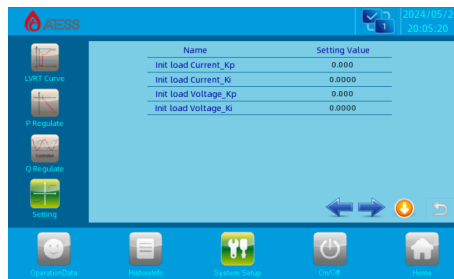 ATESS
1
2024/05/2
20:05:20
LVRT Curve
P Regulate
Q Regulate
Setting
Name Setting Value
Init load Current_Kp 0.000
Init load Current_Ki 0.0000
Init load Voltage_Kp 0.000
Init load Voltage_Ki 0.0000
OperationData HistoryInfo System Setup On/Off Home